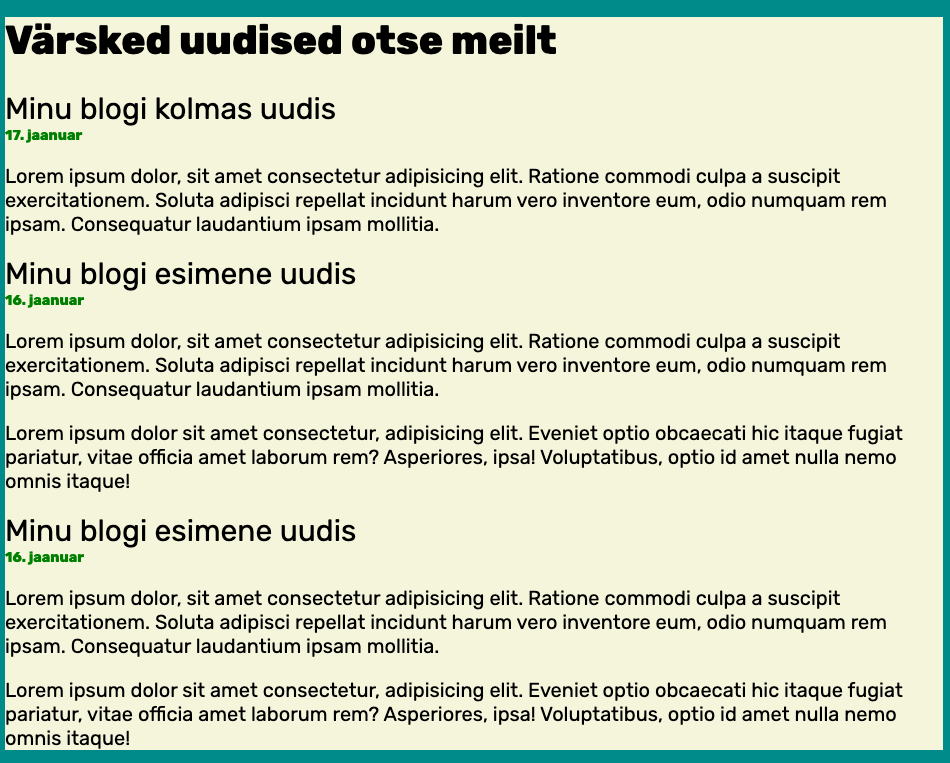 Värsked uudised otse meilt
Minu blogi kolmas uudis
17. jaanuar
Lorem ipsum dolor, sit amet consectetur adipisicing elit. Ratione commodi culpa a suscipit
exercitationem. Soluta adipisci repellat incidunt harum vero inventore eum, odio numquam rem
ipsam. Consequatur laudantium ipsam mollitia.
Minu blogi esimene uudis
16. jaanuar
Lorem ipsum dolor, sit amet consectetur adipisicing elit. Ratione commodi culpa a suscipit
exercitationem. Soluta adipisci repellat incidunt harum vero inventore eum, odio numquam rem
ipsam. Consequatur laudantium ipsam mollitia.
Lorem ipsum dolor sit amet consectetur, adipisicing elit. Eveniet optio obcaecati hic itaque fugiat
pariatur, vitae officia amet laborum rem? Asperiores, ipsa! Voluptatibus, optio id amet nulla nemo
omnis itaque!
Minu blogi esimene uudis
16. jaanuar
Lorem ipsum dolor, sit amet consectetur adipisicing elit. Ratione commodi culpa a suscipit
exercitationem. Soluta adipisci repellat incidunt harum vero inventore eum, odio numquam rem
ipsam. Consequatur laudantium ipsam mollitia.
Lorem ipsum dolor sit amet consectetur, adipisicing elit. Eveniet optio obcaecati hic itaque fugiat
pariatur, vitae officia amet laborum rem? Asperiores, ipsa! Voluptatibus, optio id amet nulla nemo
omnis itaque!